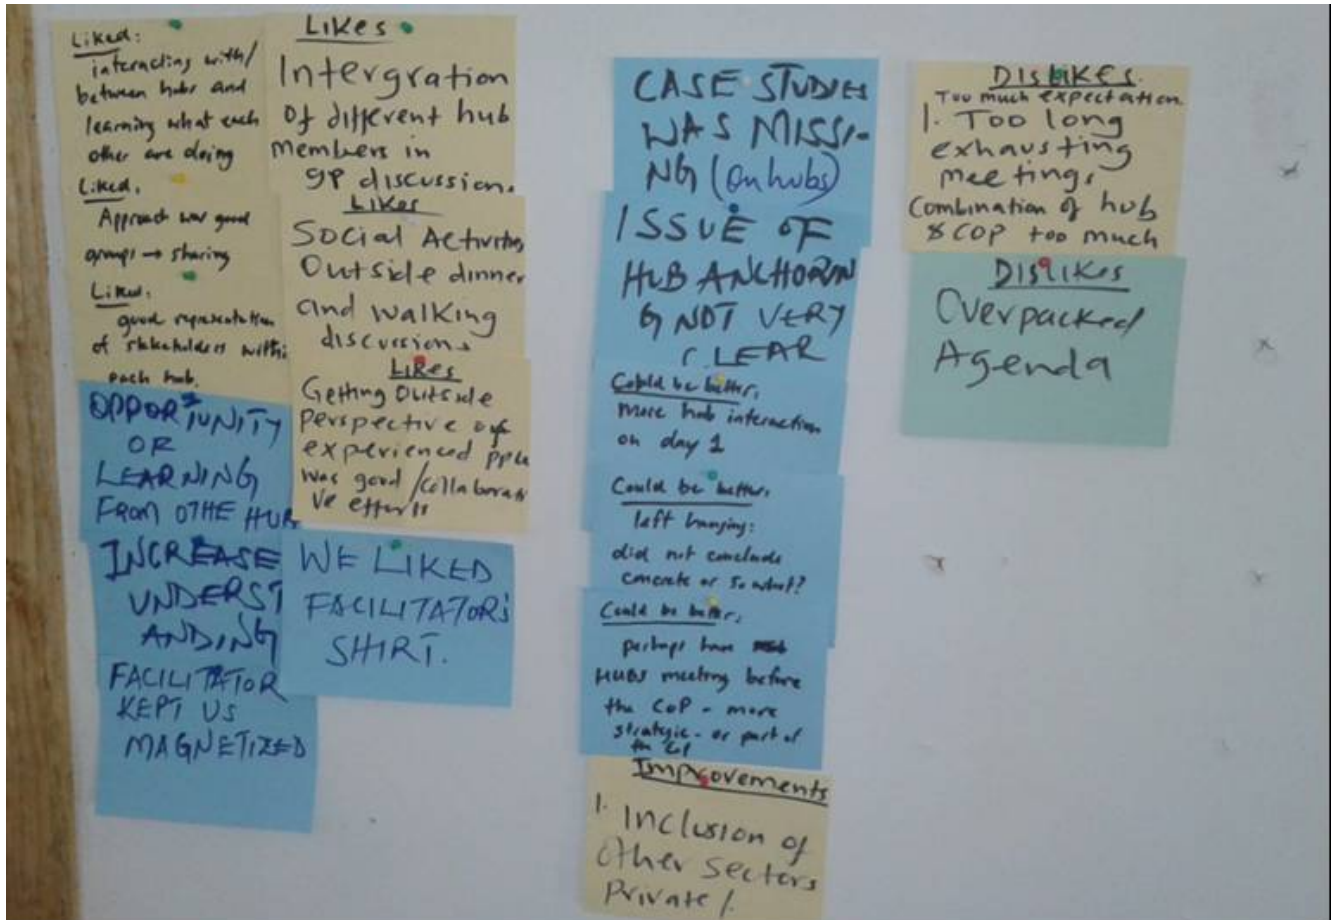 Liked:
interacting with/
between hubs and
learning what each
other are doing
Liked.
Approach was good
groups → sharing
Liked.
good representation
of stakeholders within
each hub.
OPPORTUNITY
OR
LEARNING
FROM OTHE HUB
INCREASE
UNDERST
ANDING
FACILITATOR
KEPT US
MAGNETIZED
Likes
Intergration
of different hub
members in
gp discussion.
Likes
Social Activities
Outside dinner
and walking
discussions
Likes
Getting Outside
perspective of
experienced pple
was good /collaborati
ve efforts
WE LIKED
FACILITATOR'S
SHIRT.
CASE STUDIES
WAS MISSI-
NG (on hubs)
ISSUE OF
HUB ANCHORIN
G NOT VERY
CLEAR
Could be better.
more hub interaction
on day 1
Could be better.
left hanging:
did not conclude
concrete or so what?
Could be better.
perhaps have
HUBS meeting before
the CoP - more
strategic - or part of
the CoP
Improvements
1. Inclusion of
Other Sectors
Private /.
DISLIKES.
Too much expectation.
1. Too long
exhausting
meetings
Combination of hub
& COP too much
DISLIKES
Overpacked
Agenda